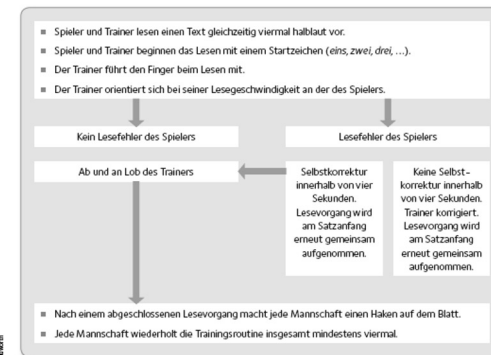 Spieler und Trainer lesen einen Text gleichzeitig viermal halblaut vor.
Spieler und Trainer beginnen das Lesen mit einem Startzeichen (eins, zwei, drei, …).
Der Trainer führt den Finger beim Lesen mit.
Der Trainer orientiert sich bei seiner Lesegeschwindigkeit an der des Spielers.
Kein Lesefehler des Spielers
Lesefehler des Spielers
Ab und an Lob des Trainers
Selbstkorrektur
innerhalb von vier
Sekunden.
Lesevorgang wird
am Satzanfang
erneut gemeinsam
aufgenommen.
Keine Selbst-
korrektur innerhalb
von vier Sekunden.
Trainer korrigiert.
Lesevorgang wird
am Satzanfang
erneut gemeinsam
aufgenommen.
Nach einem abgeschlossenen Lesevorgang macht jede Mannschaft einen Haken auf dem Blatt.
Jede Mannschaft wiederholt die Trainingsroutine insgesamt mindestens viermal.